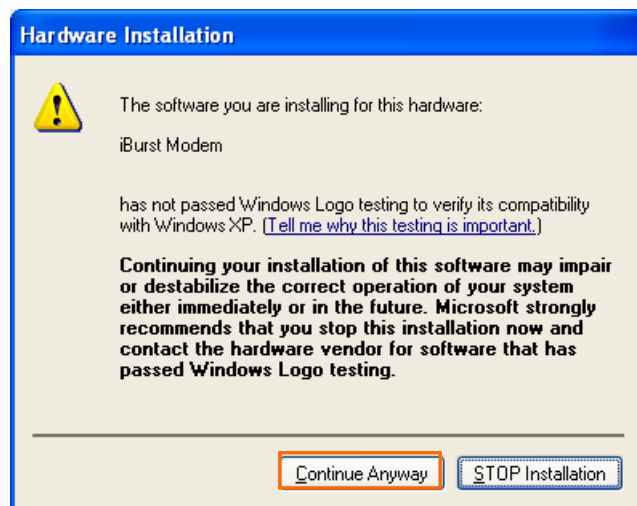 Hardware Installation
The software you are installing for this hardware:
iBurst Modem
has not passed Windows Logo testing to verify its compatibility
with Windows XP. (Tell me why this testing is important.)
Continuing your installation of this software may impair
or destabilize the correct operation of your system
either immediately or in the future. Microsoft strongly
recommends that you stop this installation now and
contact the hardware vendor for software that has
passed Windows Logo testing.
Continue Anyway STOP Installation